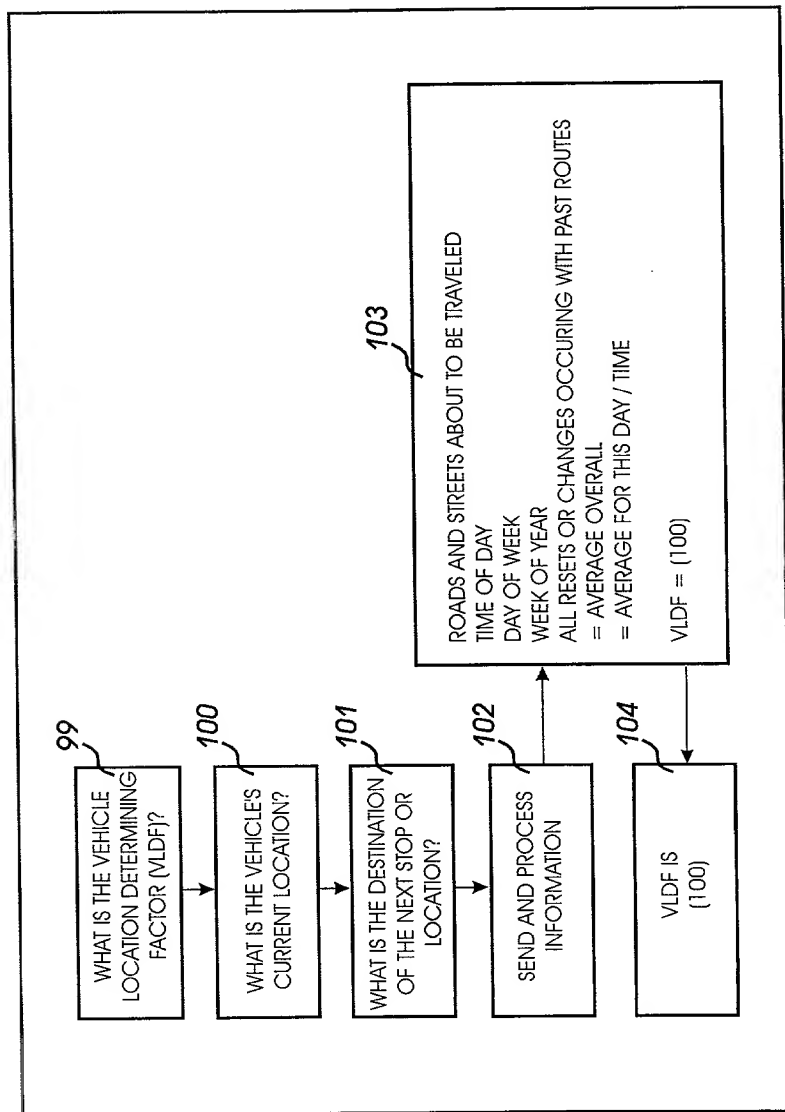 99
WHAT IS THE VEHICLE
LOCATION DETERMINING
FACTOR (VLDF)?
100
WHAT IS THE VEHICLE'S
CURRENT LOCATION?
101
WHAT IS THE DESTINATION
OF THE NEXT STOP OR
LOCATION?
102
SEND AND PROCESS
INFORMATION
103
ROADS AND STREETS ABOUT TO BE TRAVELED
TIME OF DAY
DAY OF WEEK
WEEK OF YEAR
ALL RESETS OR CHANGES OCCURING WITH PAST ROUTES
= AVERAGE OVERALL
= AVERAGE FOR THIS DAY / TIME
VLDF = (100)
104
VLDF IS
(100)